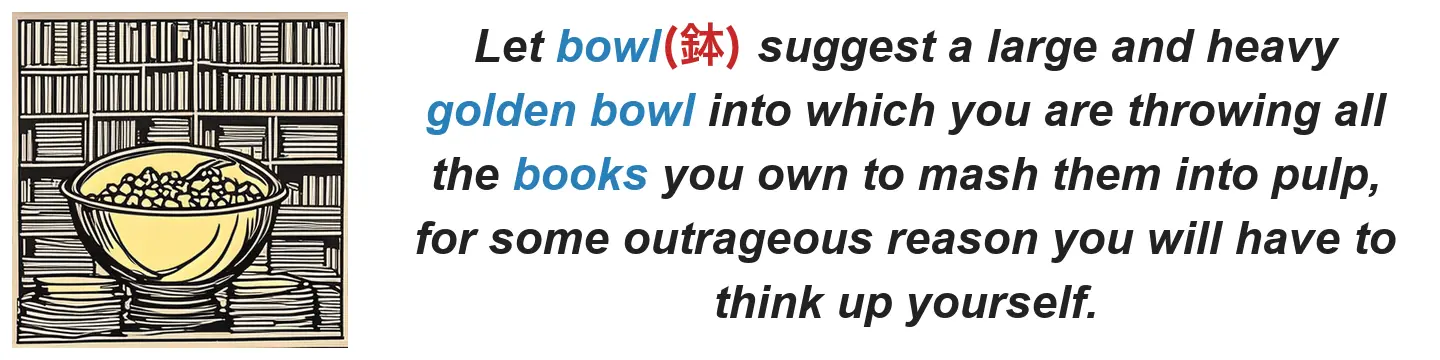 Let bowl(鉢) suggest a large and heavy
golden bowl into which you are throwing all
the books you own to mash them into pulp,
for some outrageous reason you will have to
think up yourself.